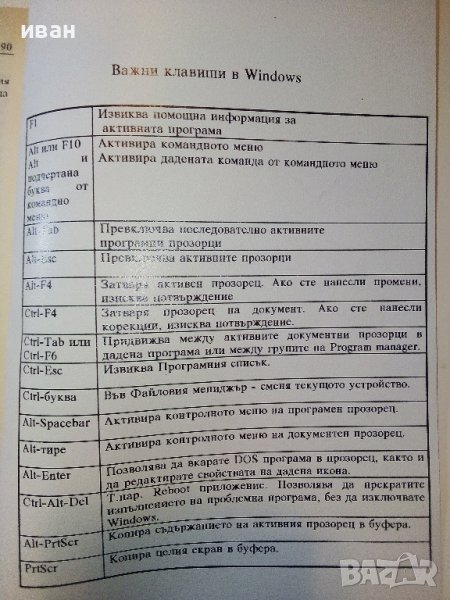 иван
90
ия
ца
Важни клавиши в Windows
F1 Извиква помощна информация за
активната програма
Alt или F10 Активира командното меню
Alt и Активира дадената команда от командното меню
подчертана
буква от
командно
меню
Alt-Tab Превключва последователно активните
програмни прозорци
Alt-Esc Превключва активните прозорци
Alt-F4 Затваря активен прозорец. Ако сте нанесли промени,
изисква потвърждение
Ctrl-F4 Затваря прозорец на документ. Ако сте нанесли
корекции, изисква потвърждение.
Ctrl-Tab или Придвижва между активните документни прозорци в
Ctrl-F6 дадена програма или между групите на Program manager.
Ctrl-Esc Извиква Програмния списък.
Ctrl-буква Във Файловия мениджър - сменя текущото устройство.
Alt-Spacebar Активира контролното меню на програмен прозорец.
Alt-тире Активира контролното меню на документен прозорец.
Alt-Enter Позволява да вкарате DOS програма в прозорец, както и
да редактирате свойствата на дадена икона.
Ctrl-Alt-Del Т.нар. Reboot приложение. Позволява да прекратите
изпълнението на проблемна програма, без да изключвате
Windows.
Alt-PrtScr Копира съдържанието на активния прозорец в буфера.
PrtScr Копира целия екран в буфера.
BAZAR.BG